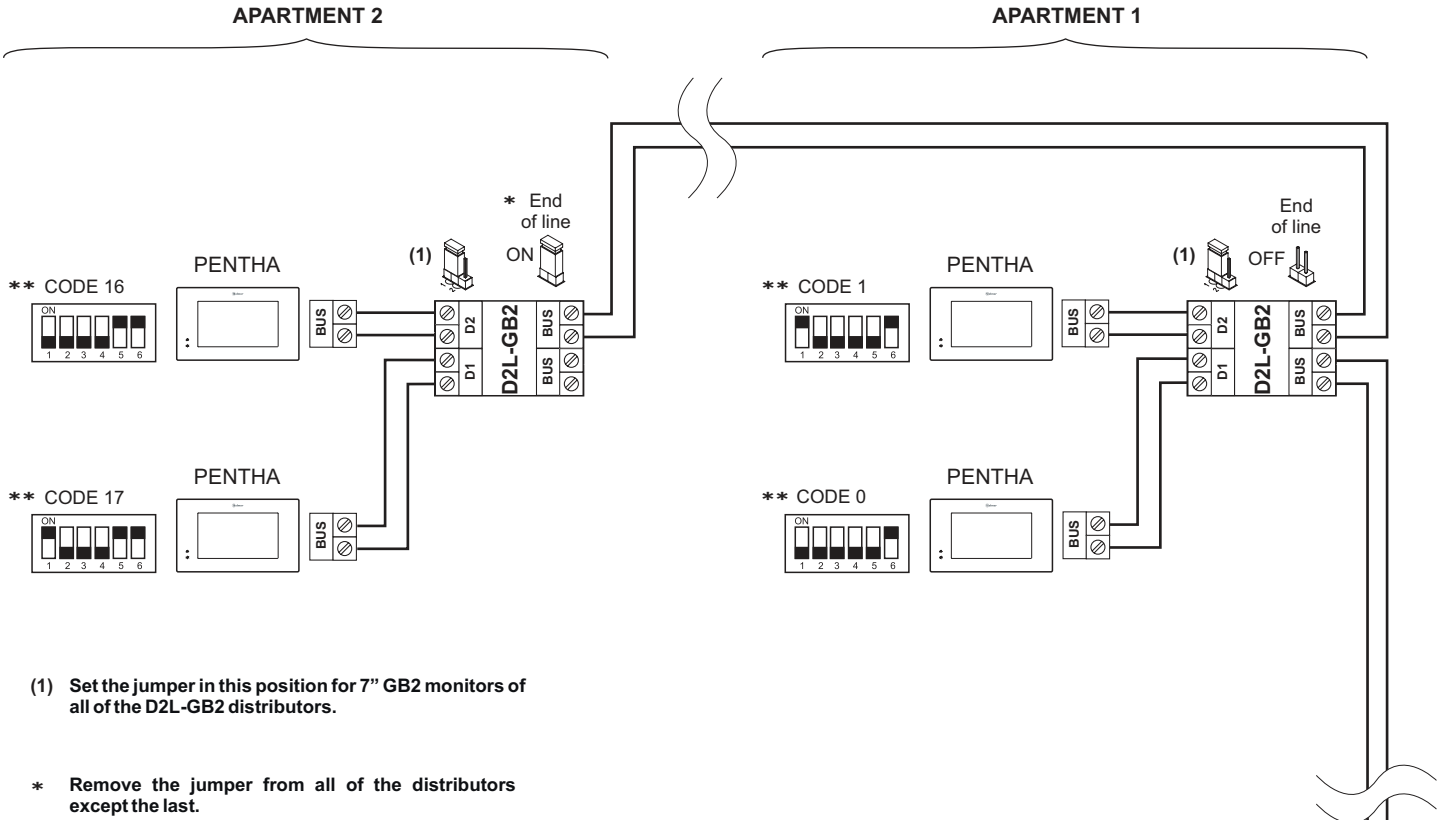 APARTMENT 2
APARTMENT 1
* End
of line
(1)
ON
PENTHA
** CODE 16
ON
1 2 3 4 5 6
BUS
D2
D1
D2L-GB2
BUS
BUS
PENTHA
** CODE 17
ON
1 2 3 4 5 6
BUS
End
of line
(1)
OFF
PENTHA
** CODE 1
ON
1 2 3 4 5 6
BUS
D2
D1
D2L-GB2
BUS
BUS
PENTHA
** CODE 0
ON
1 2 3 4 5 6
BUS
(1) Set the jumper in this position for 7” GB2 monitors of
all of the D2L-GB2 distributors.
* Remove the jumper from all of the distributors
except the last.